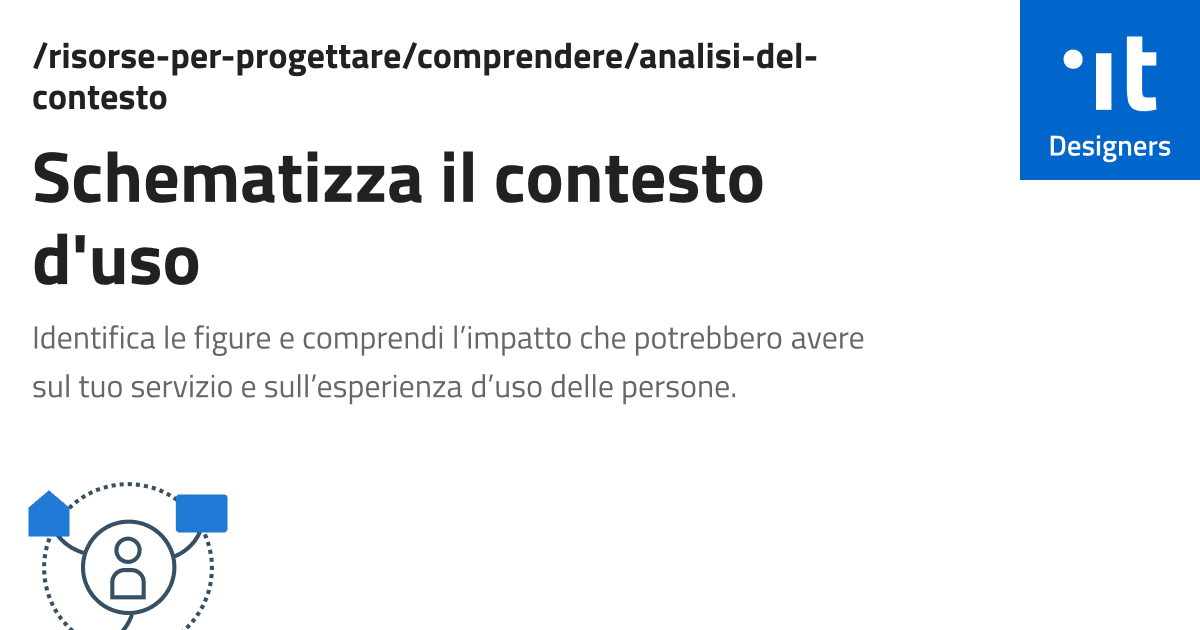 /risorse-per-progettare/comprendere/analisi-del-
contesto
Schematizza il contesto
d'uso
Identifica le figure e comprendi l’impatto che potrebbero avere
sul tuo servizio e sull’esperienza d’uso delle persone.
it
Designers